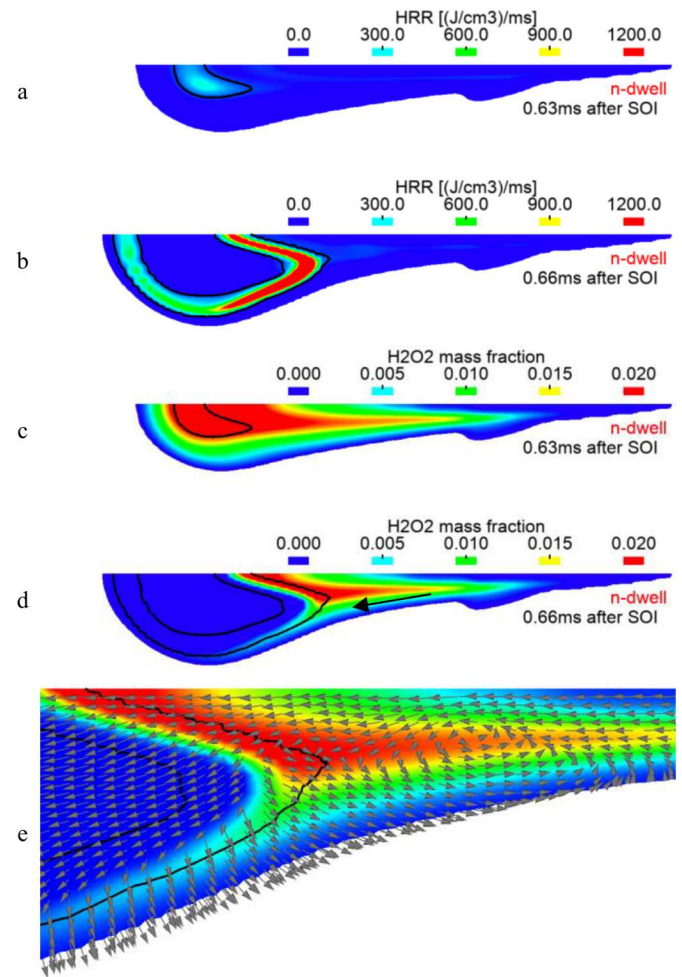 HRR [(J/cm3)/ms]
0.0 300.0 600.0 900.0 1200.0
a
n-dwell
0.63ms after SOI
HRR [(J/cm3)/ms]
0.0 300.0 600.0 900.0 1200.0
b
n-dwell
0.66ms after SOI
H2O2 mass fraction
0.000 0.005 0.010 0.015 0.020
c
n-dwell
0.63ms after SOI
H2O2 mass fraction
0.000 0.005 0.010 0.015 0.020
d
n-dwell
0.66ms after SOI
e